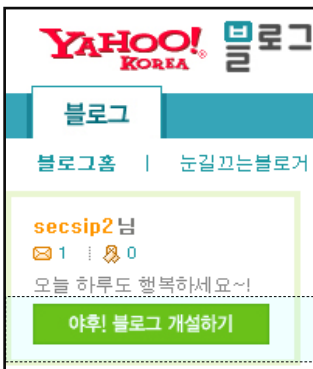 YAHOO! KOREA 블로그
블로그
블로그홈 | 눈길끄는블로거
secsip2님
1 0
오늘 하루도 행복하세요~!
야후! 블로그 개설하기